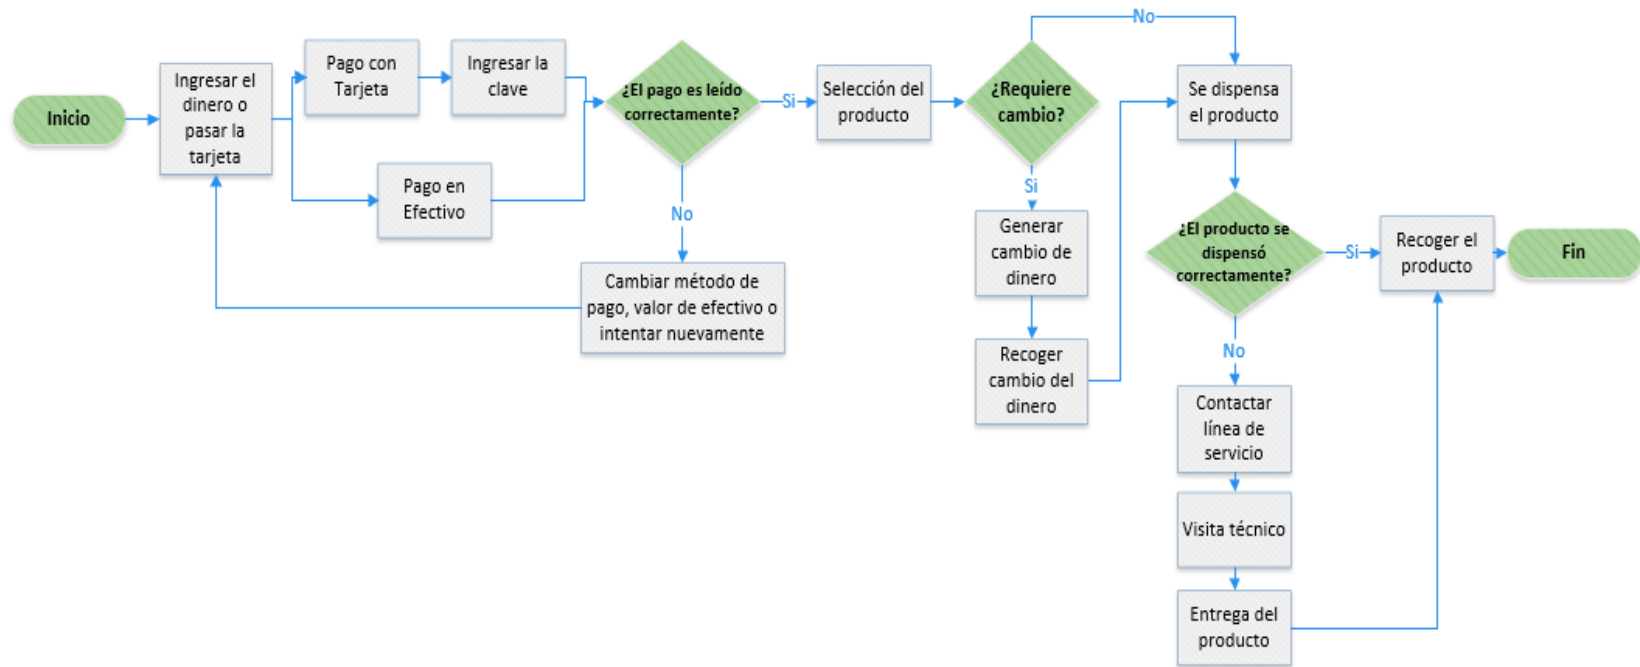 Inicio
Ingresar el
dinero o
pasar la
tarjeta
Pago con
Tarjeta
Ingresar la
clave
Pago en
Efectivo
¿El pago es leído
correctamente?
Si
No
Cambiar método de
pago, valor de efectivo o
intentar nuevamente
Selección del
producto
¿Requiere
cambio?
No
Si
Generar
cambio de
dinero
Recoger
cambio del
dinero
Se dispensa
el producto
¿El producto se
dispensó
correctamente?
Si
No
Contactar
línea de
servicio
Visita técnico
Entrega del
producto
Recoger el
producto
Fin